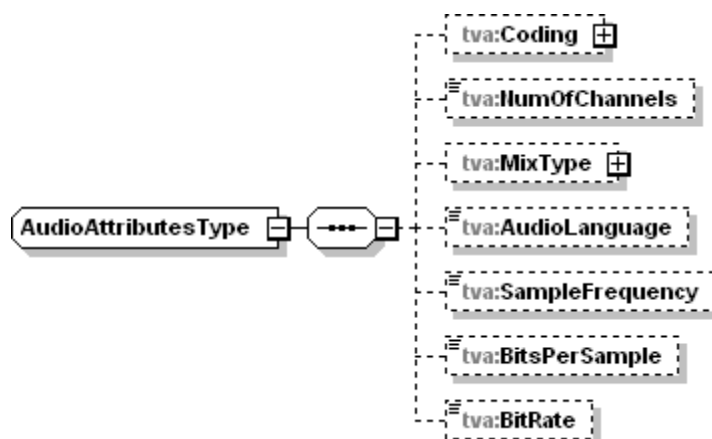 tva:Coding
tva:NumOfChannels
tva:MixType
AudioAttributesType
tva:AudioLanguage
tva:SampleFrequency
tva:BitsPerSample
tva:BitRate